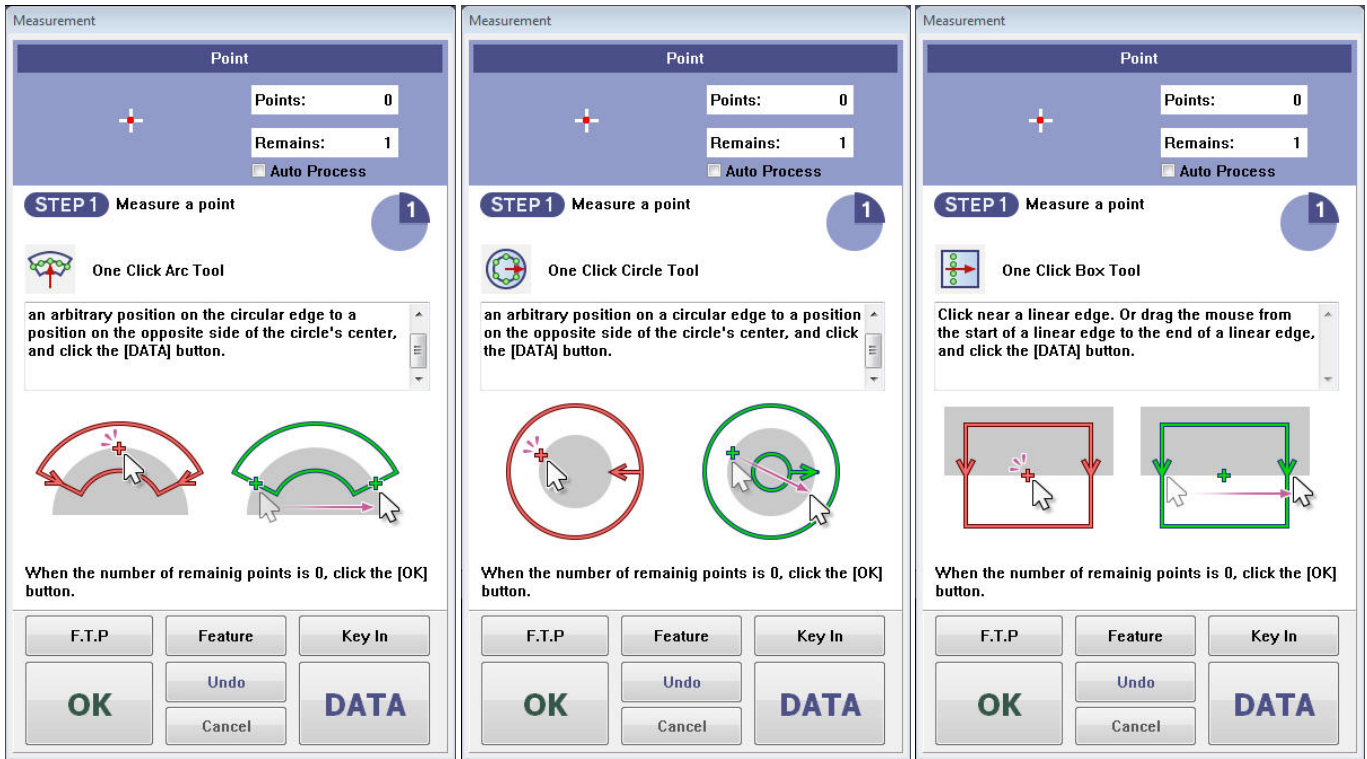 Measurement
Point
Points: 0
Remains: 1
Auto Process
STEP 1 Measure a point
1
One Click Arc Tool
an arbitrary position on the circular edge to a
position on the opposite side of the circle's center,
and click the [DATA] button.
When the number of remainig points is 0, click the [OK]
button.
F.T.P Feature Key In
OK Undo DATA
Cancel
Measurement
Point
Points: 0
Remains: 1
Auto Process
STEP 1 Measure a point
1
One Click Circle Tool
an arbitrary position on a circular edge to a position
on the opposite side of the circle's center, and click
the [DATA] button.
When the number of remainig points is 0, click the [OK]
button.
F.T.P Feature Key In
OK Undo DATA
Cancel
Measurement
Point
Points: 0
Remains: 1
Auto Process
STEP 1 Measure a point
1
One Click Box Tool
Click near a linear edge. Or drag the mouse from
the start of a linear edge to the end of a linear edge,
and click the [DATA] button.
When the number of remainig points is 0, click the [OK]
button.
F.T.P Feature Key In
OK Undo DATA
Cancel